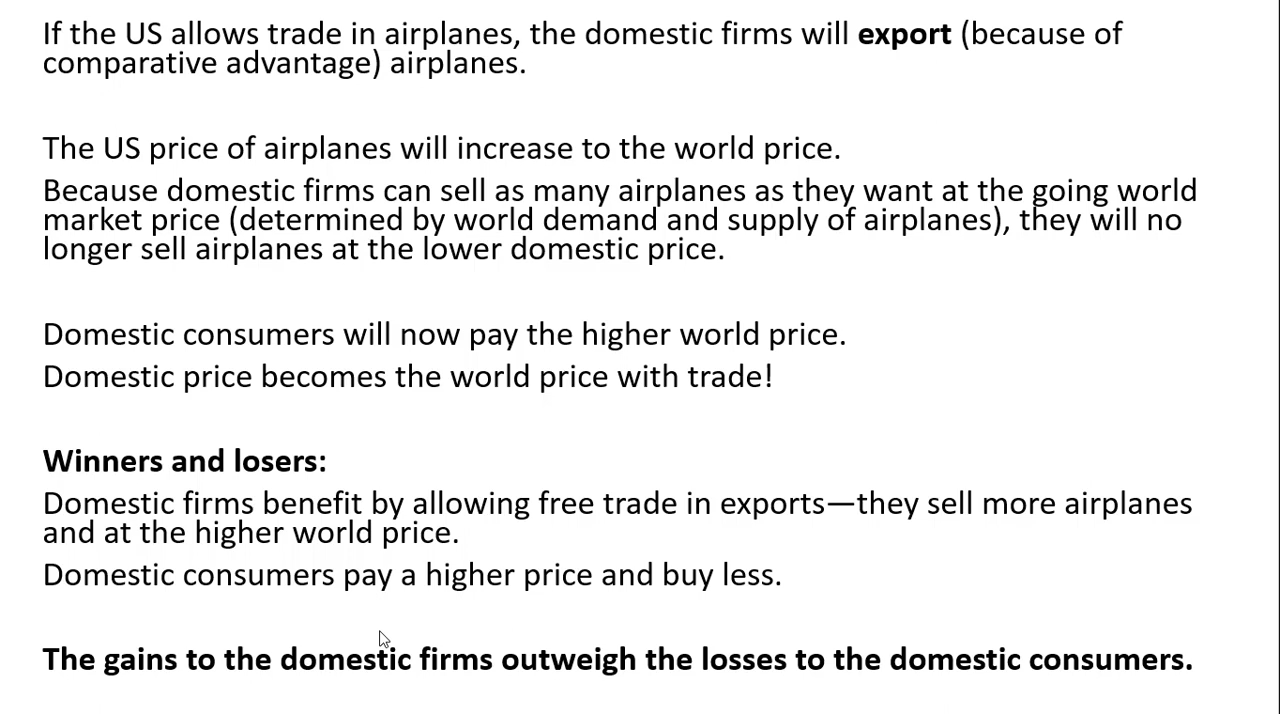 If the US allows trade in airplanes, the domestic firms will export (because of
comparative advantage) airplanes.
The US price of airplanes will increase to the world price.
Because domestic firms can sell as many airplanes as they want at the going world
market price (determined by world demand and supply of airplanes), they will no
longer sell airplanes at the lower domestic price.
Domestic consumers will now pay the higher world price.
Domestic price becomes the world price with trade!
Winners and losers:
Domestic firms benefit by allowing free trade in exports—they sell more airplanes
and at the higher world price.
Domestic consumers pay a higher price and buy less.
The gains to the domestic firms outweigh the losses to the domestic consumers.